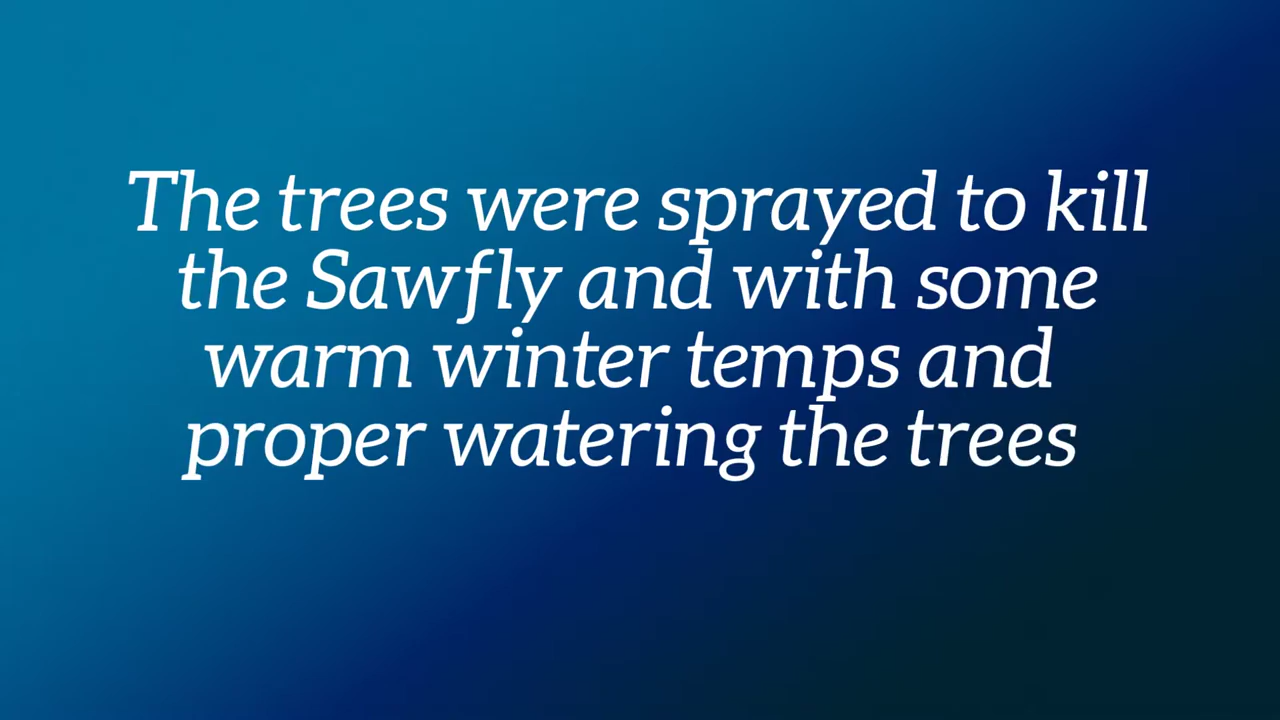 The trees were sprayed to kill
the Sawfly and with some
warm winter temps and
proper watering the trees